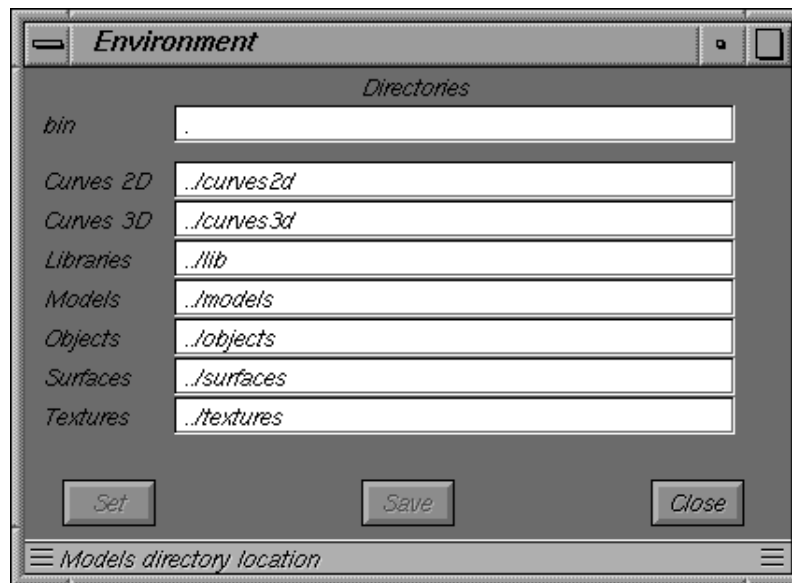 Environment
Directories
bin .
Curves 2D ../curves2d
Curves 3D ../curves3d
Libraries ../lib
Models ../models
Objects ../objects
Surfaces ../surfaces
Textures ../textures
Set Save Close
Models directory location